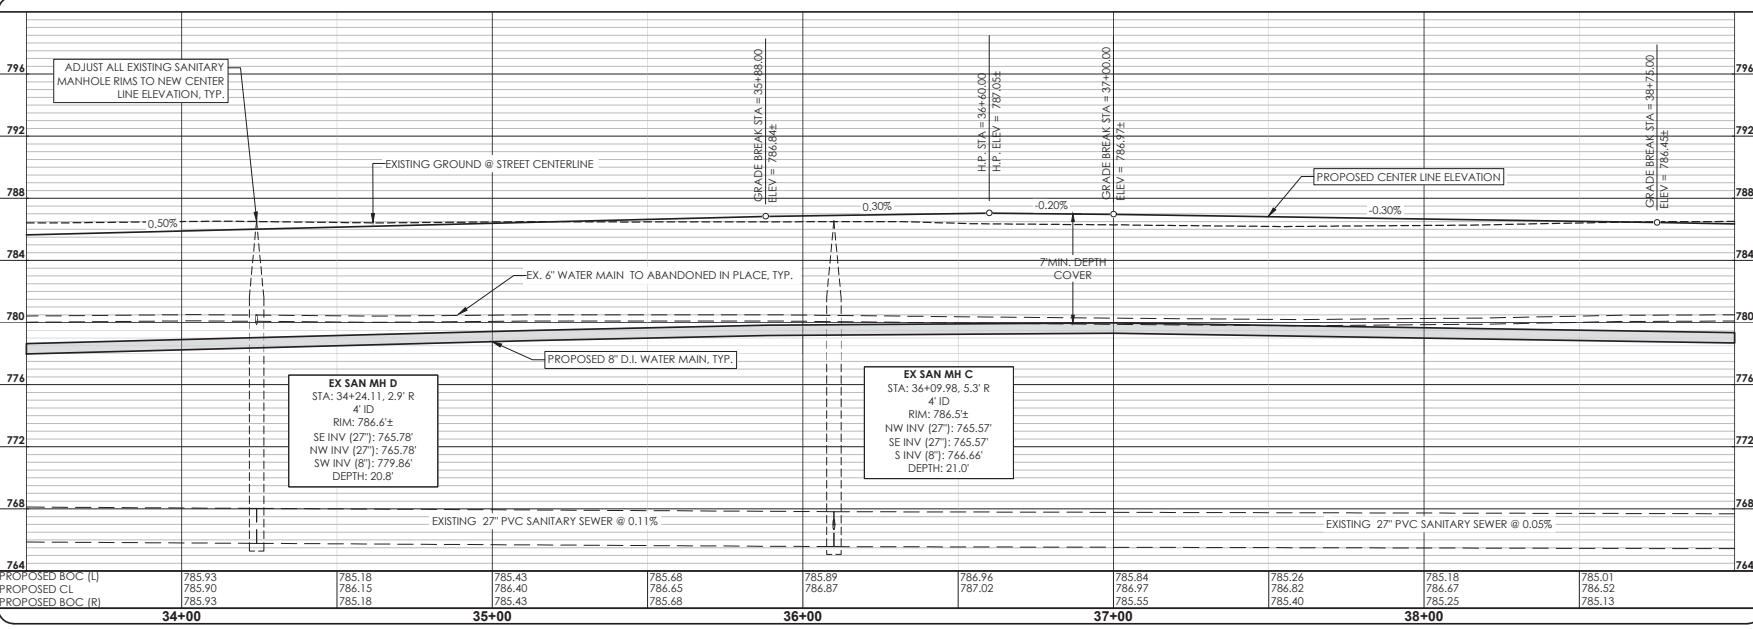 796
792
788
784
780
776
772
768
764
ADJUST ALL EXISTING SANITARY
MANHOLE RIMS TO NEW CENTER
LINE ELEVATION, TYP.
EXISTING GROUND @ STREET CENTERLINE
GRADE BREAK STA = 35+88.00
ELEV = 786.84±
H.P. STA = 36+60.00
H.P. ELEV = 787.05±
GRADE BREAK STA = 37+00.00
ELEV = 786.97±
GRADE BREAK STA = 38+75.00
ELEV = 786.45±
PROPOSED CENTER LINE ELEVATION
0.50%
0.30%
-0.20%
-0.30%
7'MIN. DEPTH
COVER
EX. 6" WATER MAIN TO ABANDONED IN PLACE, TYP.
PROPOSED 8" D.I. WATER MAIN, TYP.
EX SAN MH D
STA: 34+24.11, 2.9' R
4' ID
RIM: 786.6'±
SE INV (27"): 765.78'
NW INV (27"): 765.78'
SW INV (8"): 779.86'
DEPTH: 20.8'
EX SAN MH C
STA: 36+09.98, 5.3' R
4' ID
RIM: 786.5'±
NW INV (27"): 765.57'
SE INV (27"): 765.57'
S INV (8"): 766.66'
DEPTH: 21.0'
EXISTING 27" PVC SANITARY SEWER @ 0.11%
EXISTING 27" PVC SANITARY SEWER @ 0.05%
796
792
788
784
780
776
772
768
764
PROPOSED BOC (L) 785.93 785.18 785.43 785.68 785.89 786.96 785.84 785.26 785.18 785.01
PROPOSED CL 785.90 786.15 786.40 786.65 786.87 787.02 786.97 786.82 786.67 786.52
PROPOSED BOC (R) 785.93 785.18 785.43 785.68 785.55 785.40 785.25 785.13
34+00 35+00 36+00 37+00 38+00